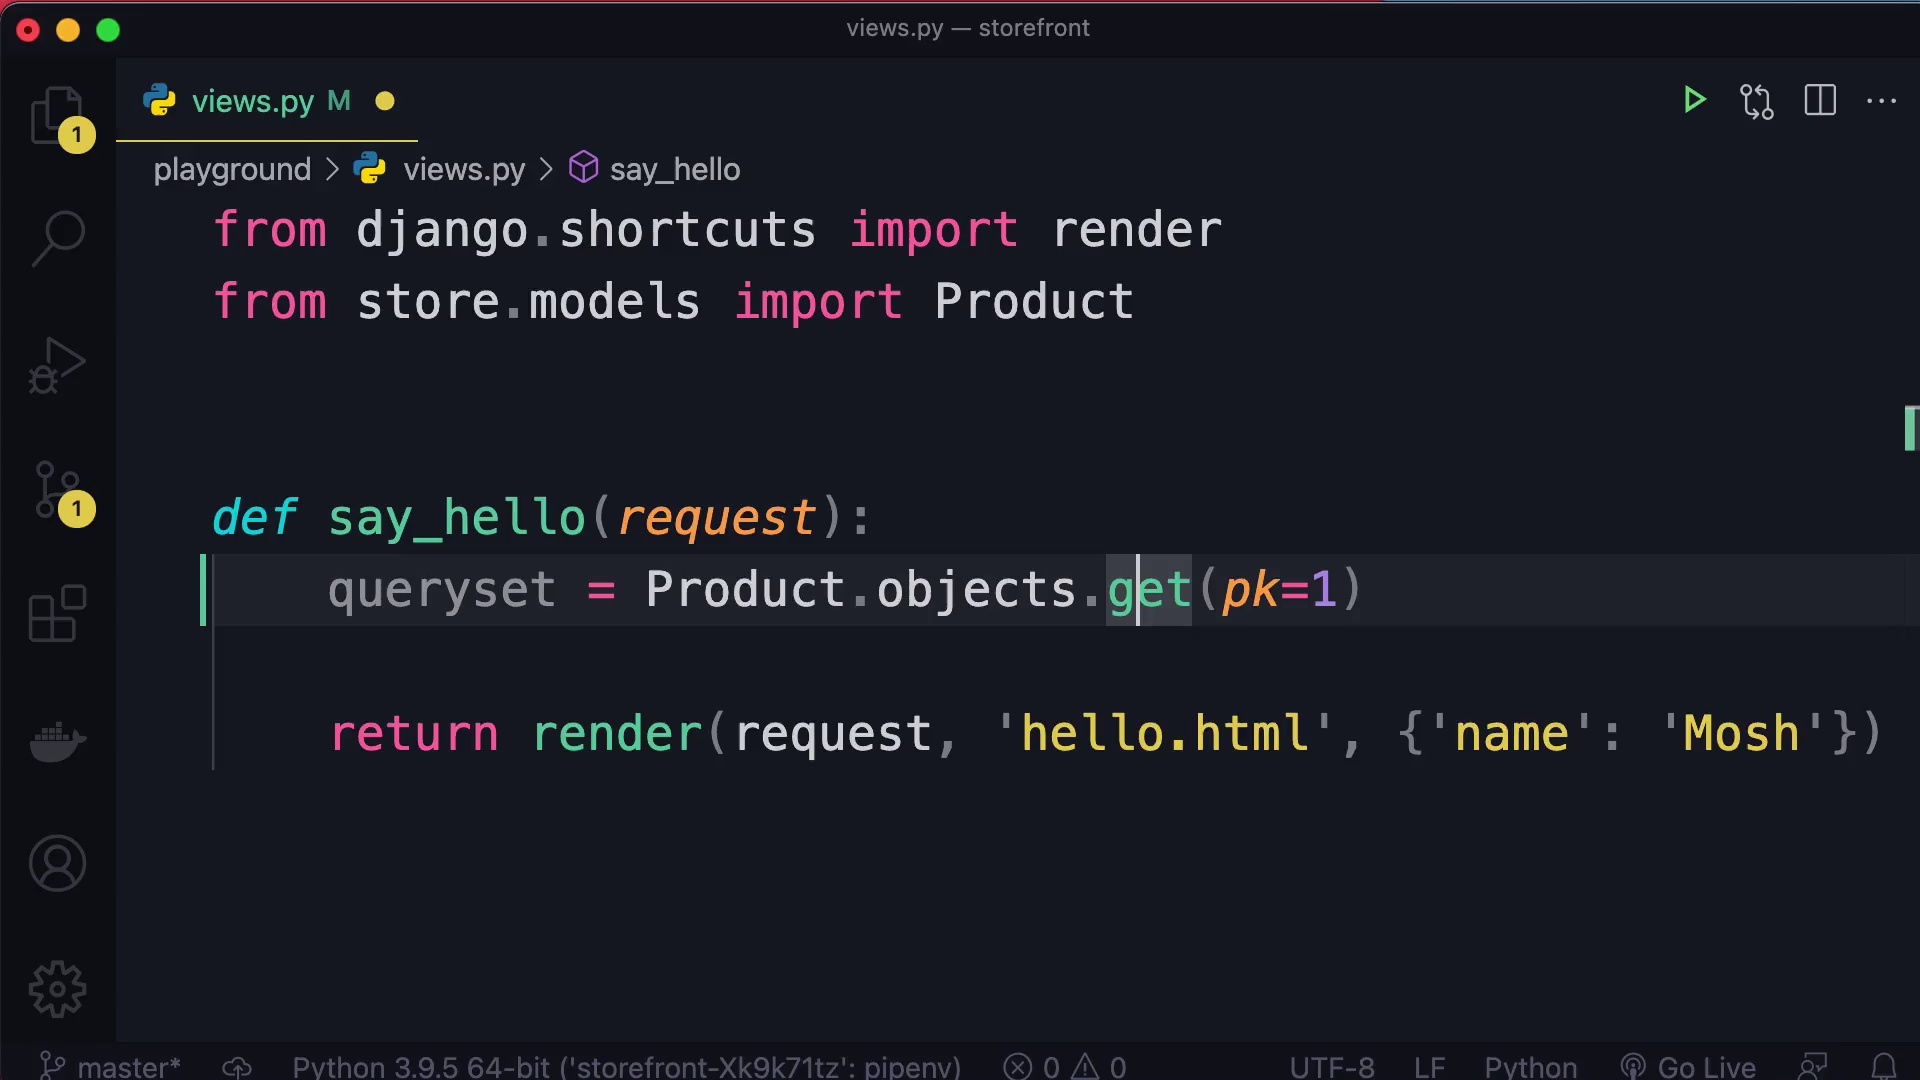 views.py — storefront
views.py M
1
playground > views.py > say_hello
from django.shortcuts import render
from store.models import Product
def say_hello(request):
1
queryset = Product.objects.get(pk=1)
return render(request, 'hello.html', {'name': 'Mosh'})
master* Python 3.9.5 64-bit ('storefront-Xk9k71tz': pipenv) 0 0 UTF-8 LF Python Go Live